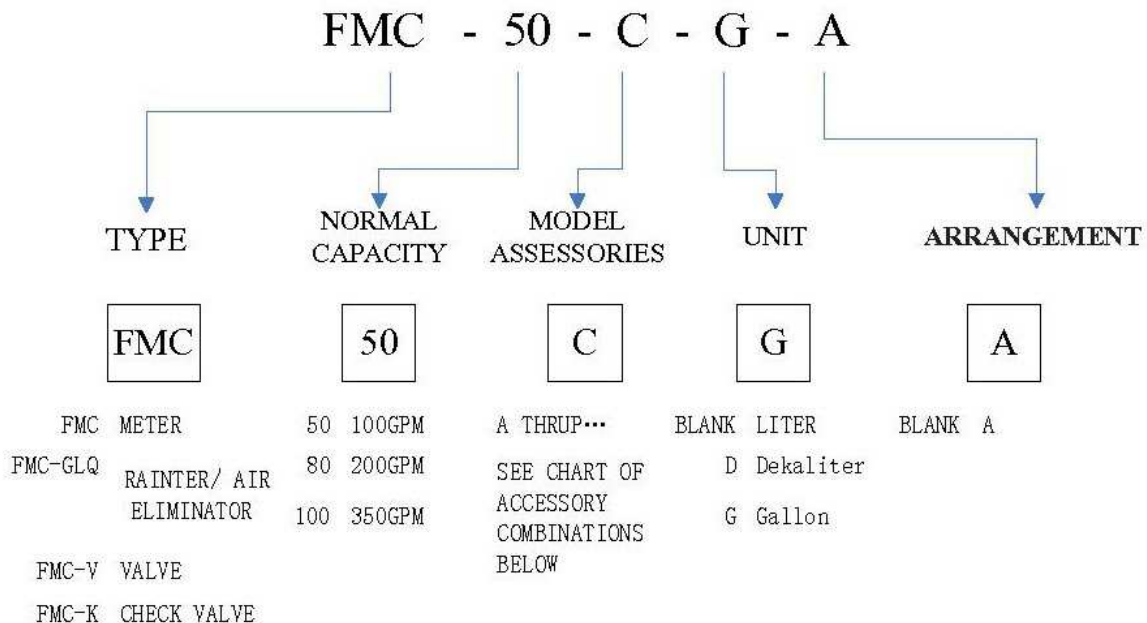 FMC - 50 - C - G - A
TYPE
NORMAL
CAPACITY
MODEL
ASSESSORIES
UNIT
ARRANGEMENT
FMC
50
C
G
A
FMC METER
FMC-GLQ RAINTER/ AIR
ELIMINATOR
FMC-V VALVE
FMC-K CHECK VALVE
50 100GPM
80 200GPM
100 350GPM
A THRUP···
SEE CHART OF
ACCESSORY
COMBINATIONS
BELOW
BLANK LITER
D Dekaliter
G Gallon
BLANK A